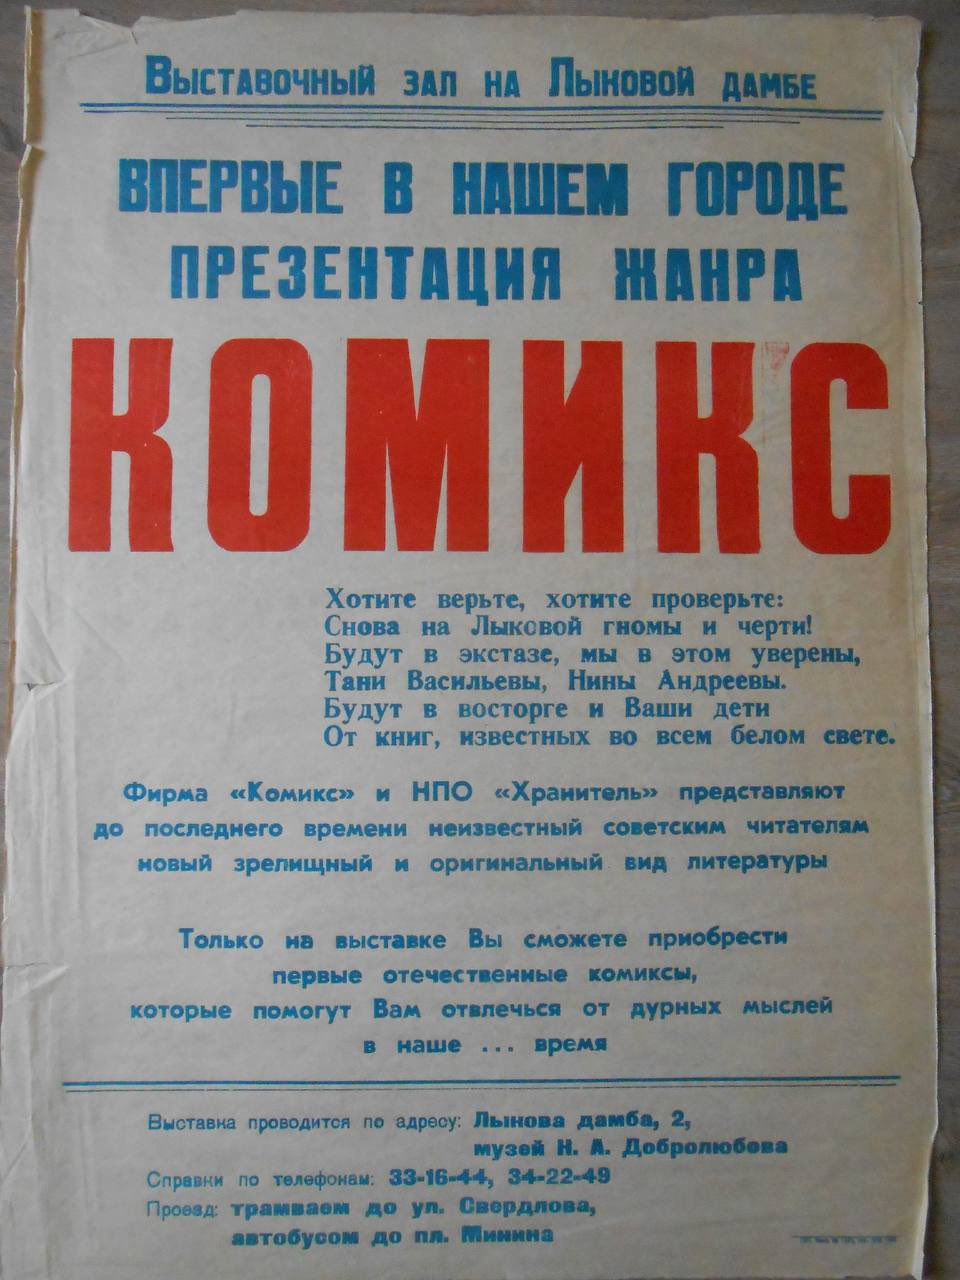 Выставочный зал на Лыковой дамбе
ВПЕРВЫЕ В НАШЕМ ГОРОДЕ
ПРЕЗЕНТАЦИЯ ЖАНРА
КОМИКС
Хотите верьте, хотите проверьте:
Снова на Лыковой гномы и черти!
Будут в экстазе, мы в этом уверены,
Тани Васильевы, Нины Андреевы.
Будут в восторге и Ваши дети
От книг, известных во всем белом свете.
Фирма «Комикс» и НПО «Хранитель» представляют
до последнего времени неизвестный советским читателям
новый зрелищный и оригинальный вид литературы
Только на выставке Вы сможете приобрести
первые отечественные комиксы,
которые помогут Вам отвлечься от дурных мыслей
в наше ... время
Выставка проводится по адресу: Лыкова дамба, 2,
музей Н. А. Добролюбова
Справки по телефонам: 33-16-44, 34-22-49
Проезд: трамваем до ул. Свердлова,
автобусом до пл. Минина